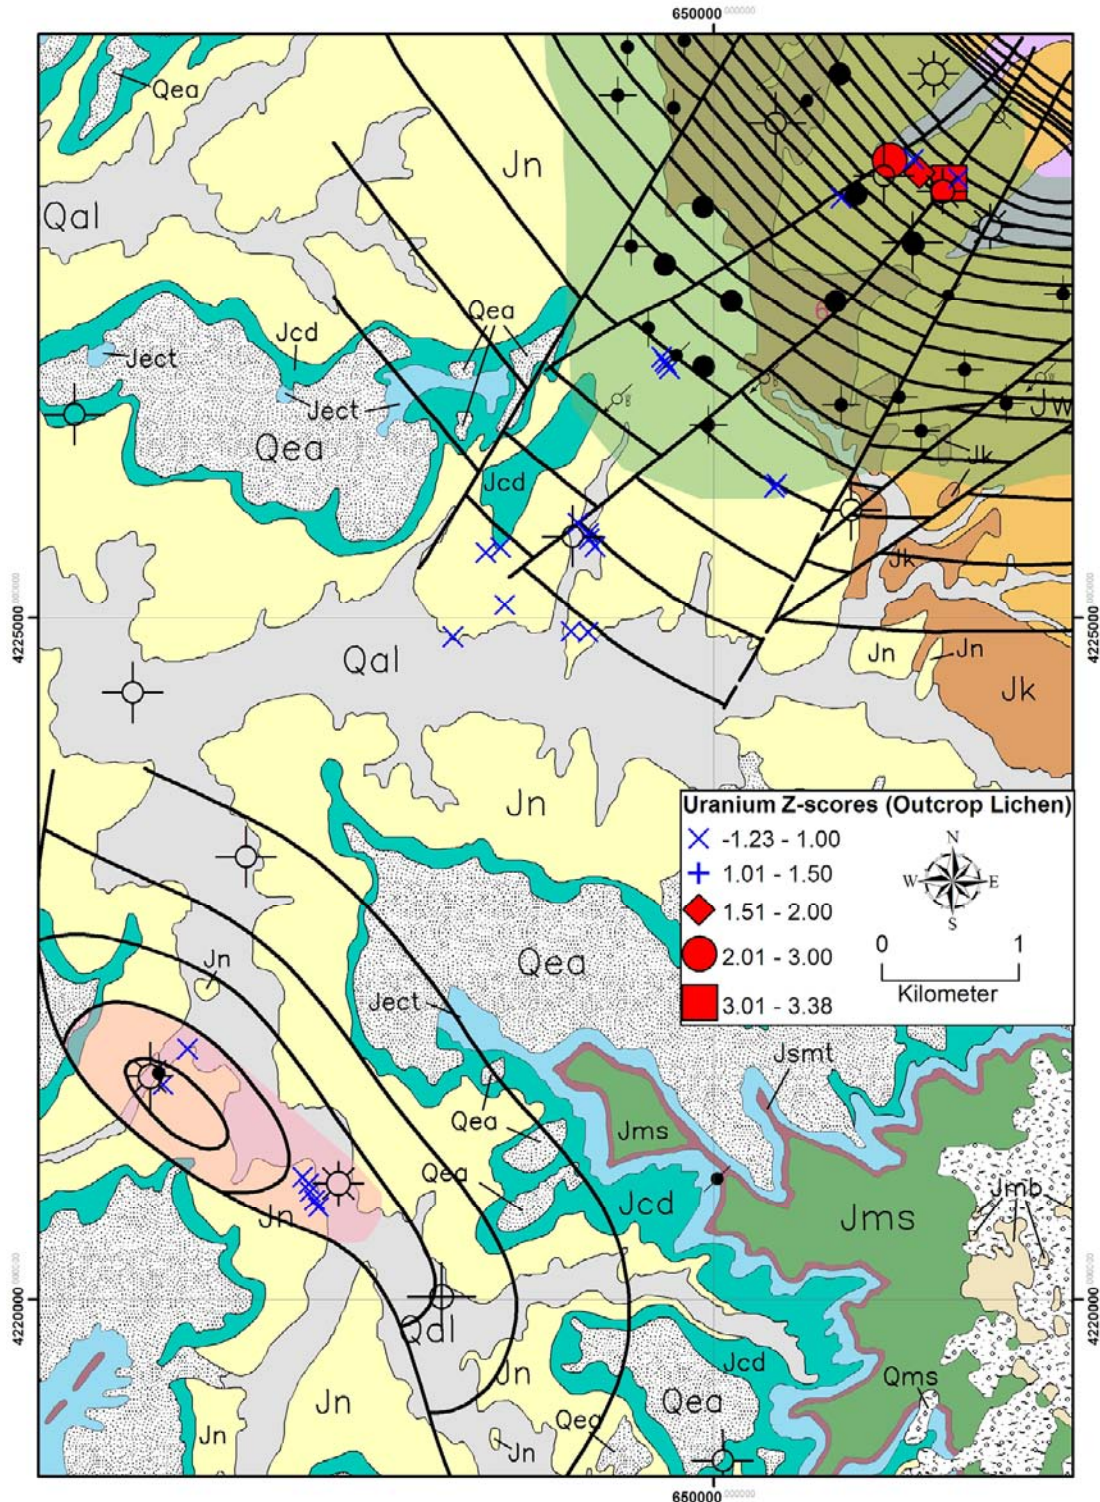 650000
Qea
Jn
Qal
Qea
Jcd
Ject
Ject
Qea
Jw
Jk
Jcd
Jk
4225000
4225000
Qal
Jn
Jn
Jk
Jn
Uranium Z-scores (Outcrop Lichen)
-1.23 - 1.00
1.01 - 1.50
1.51 - 2.00
2.01 - 3.00
3.01 - 3.38
N
W E
S
0 1
Kilometer
Jn
Qea
Ject
Jsmt
Jms
Qea
Qea
Jmb
Jcd
Jms
Jn
4220000
4220000
Qdl
Jn
Jcd
Qms
Jn
Qea
Qea
Jn
Jn
650000